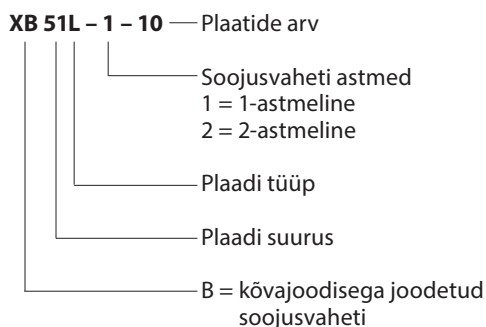 XB 51L – 1 – 10 Plaatide arv
Soojusvaheti astmed
1 = 1-astmeline
2 = 2-astmeline
Plaadi tüüp
Plaadi suurus
B = kõvajoodisega joodetud
soojusvaheti